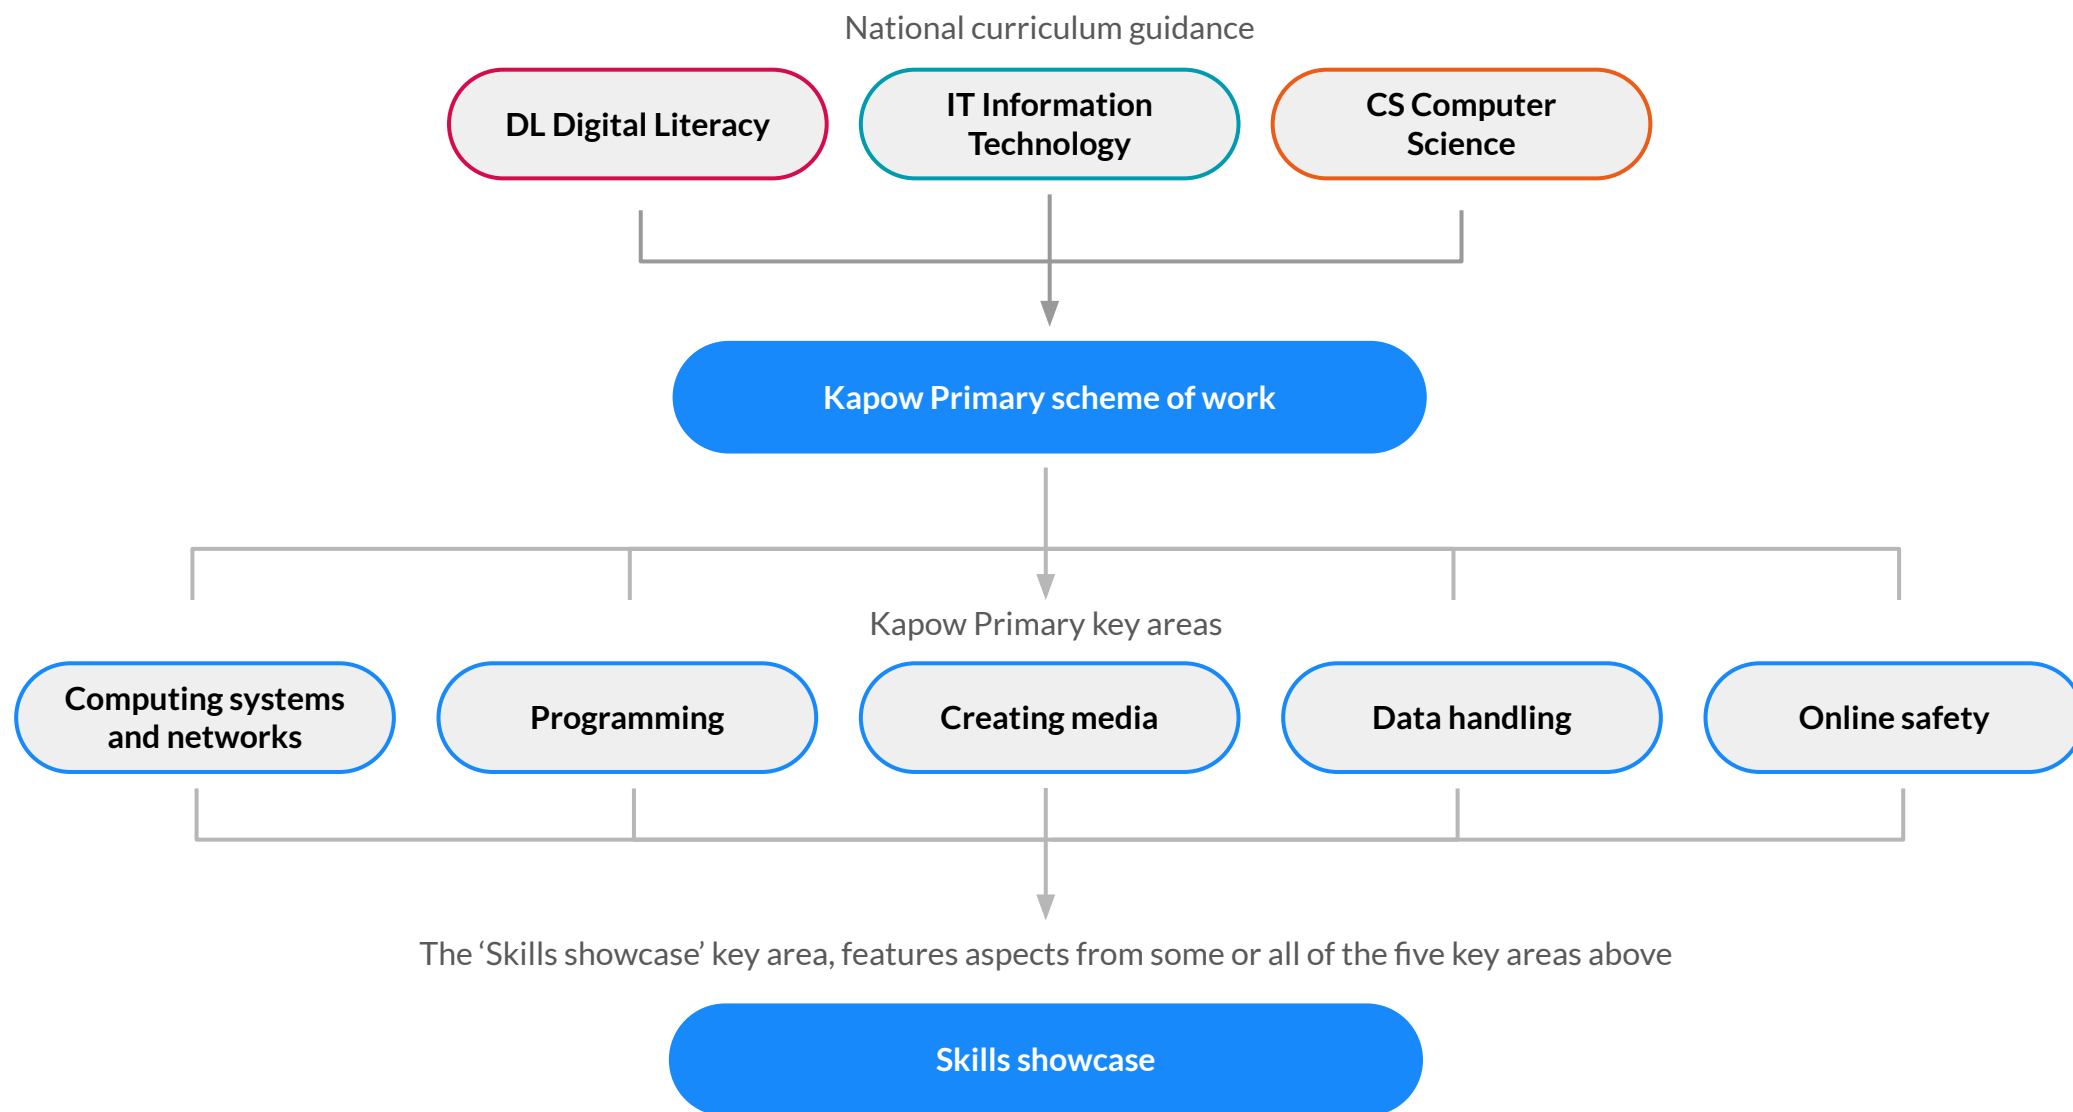 National curriculum guidance
DL Digital Literacy
IT Information
Technology
CS Computer
Science
Kapow Primary scheme of work
Kapow Primary key areas
Computing systems
and networks
Programming
Creating media
Data handling
Online safety
The ‘Skills showcase’ key area, features aspects from some or all of the five key areas above
Skills showcase